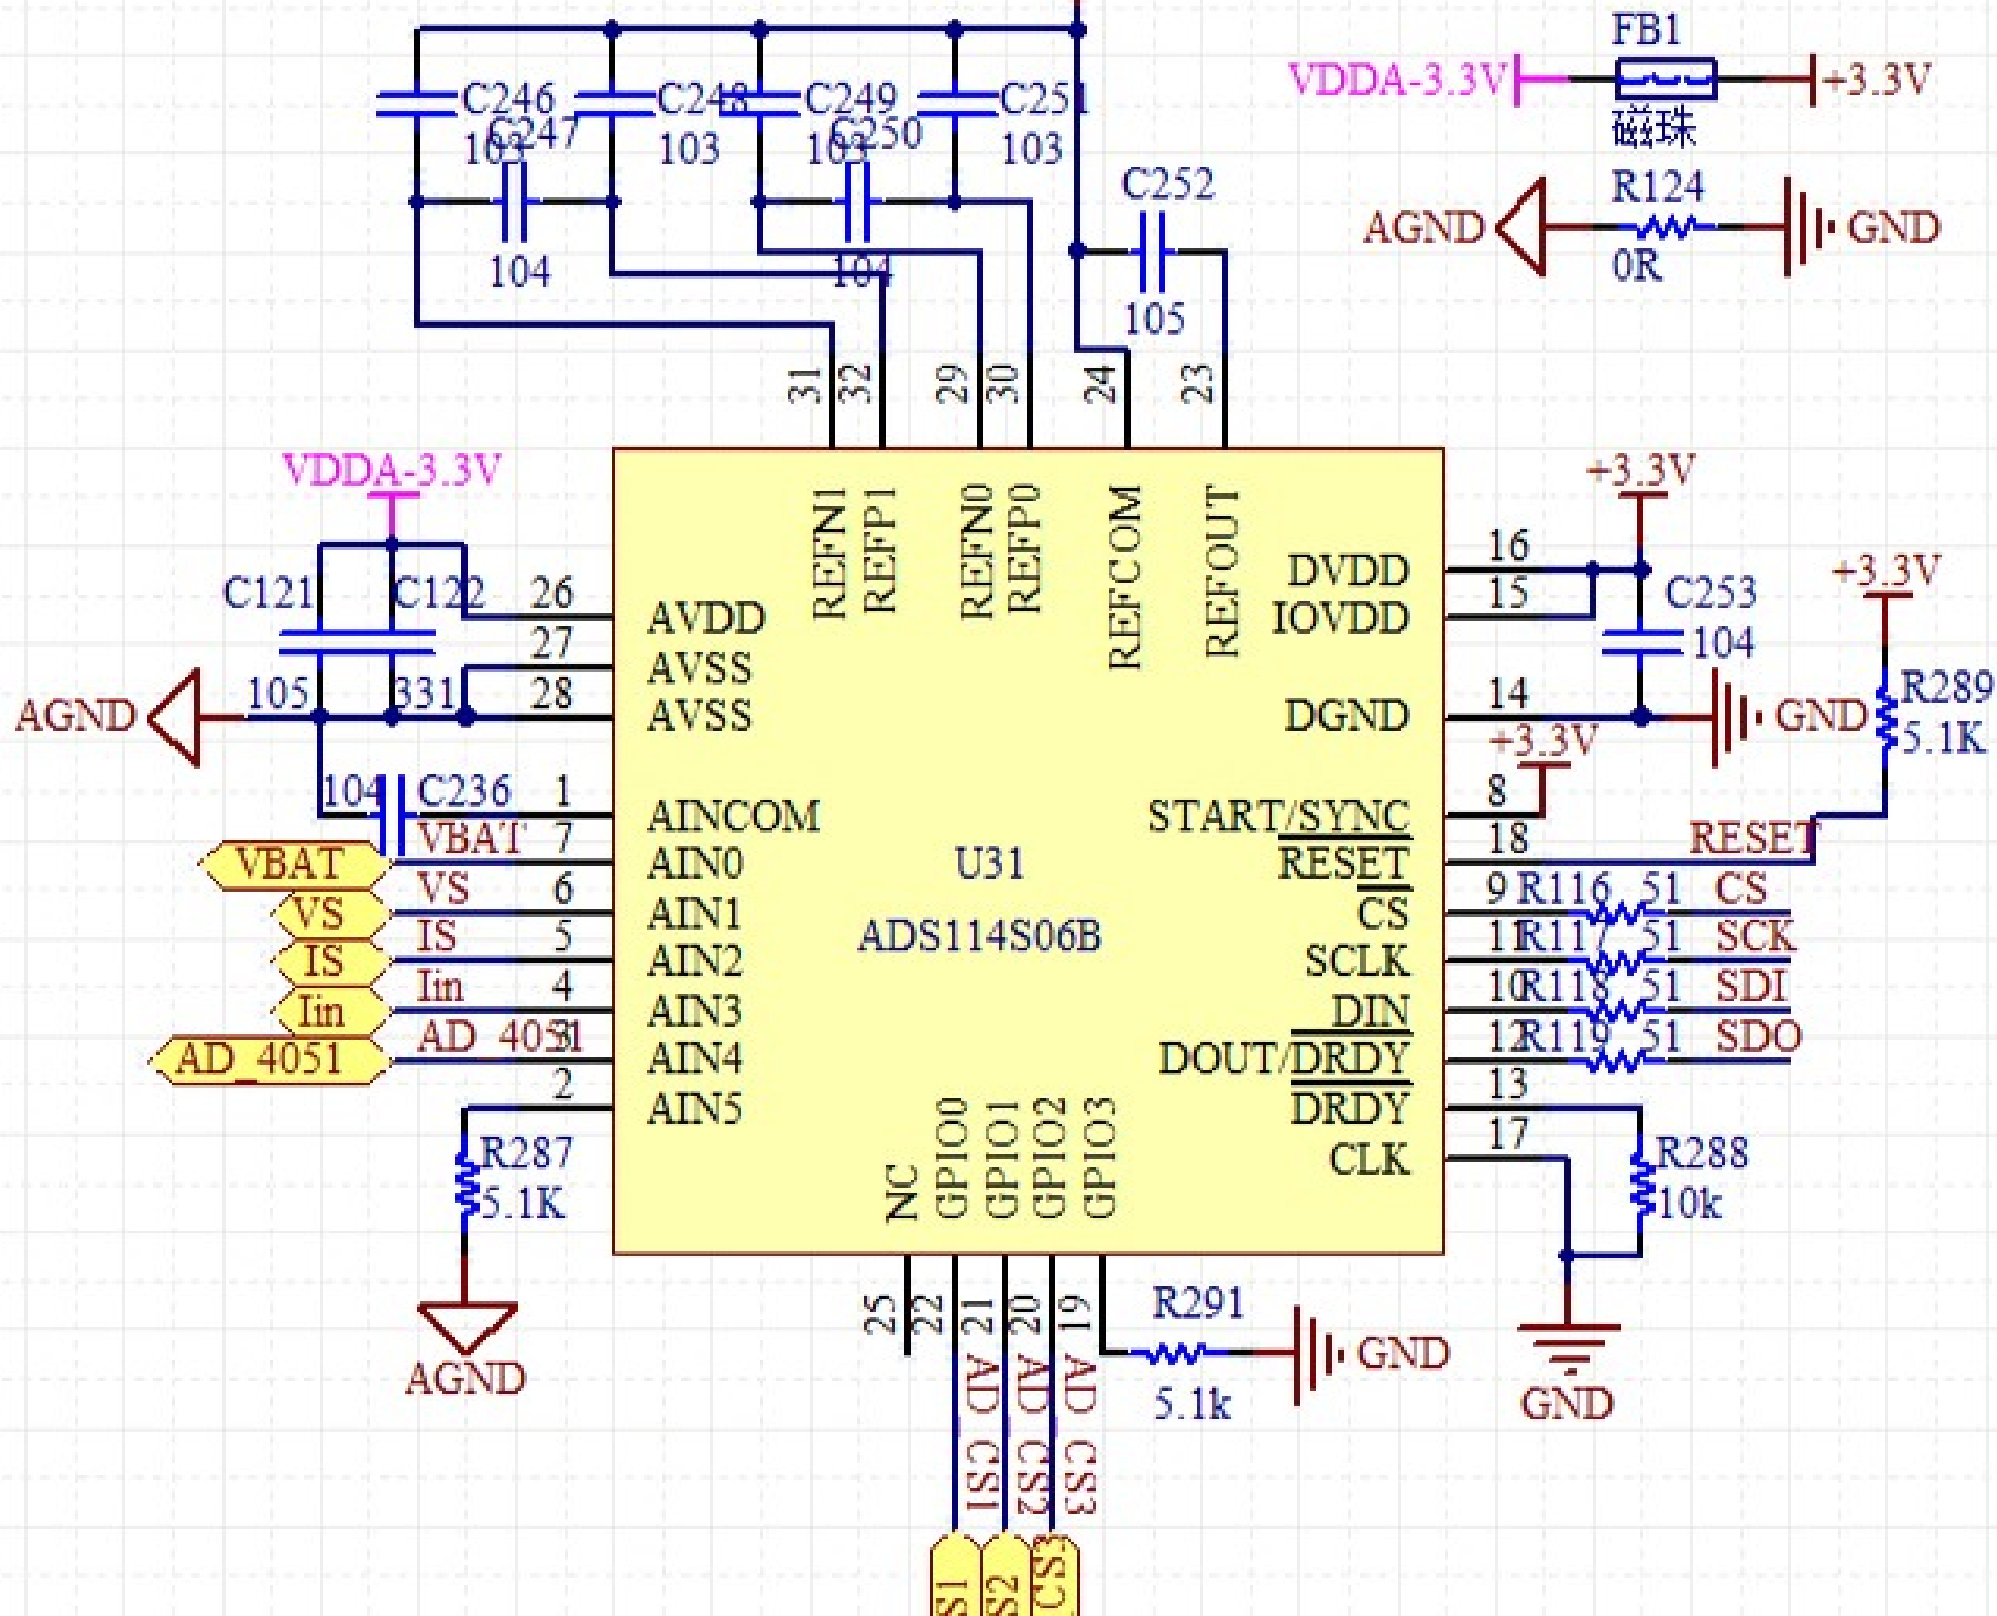 FB1
VDDA-3.3V
+3.3V
磁珠
C246
103
C247
104
C248
103
C249
103
C250
104
C251
103
C252
105
R124
0R
AGND
GND
31
32
29
30
24
23
REFN1
REFP1
REFN0
REFP0
REFCOM
REFOUT
VDDA-3.3V
C121
105
C122
331
AGND
26
AVDD
27
AVSS
28
AVSS
104
C236
1
AINCOM
VBAT
VBAT
7
AIN0
VS
VS
6
AIN1
IS
IS
5
AIN2
Iin
Iin
4
AIN3
AD_4051
AD_4051
3
AIN4
2
AIN5
R287
5.1K
AGND
U31
ADS114S06B
+3.3V
DVDD
16
IOVDD
15
C253
104
DGND
14
GND
+3.3V
R289
5.1K
+3.3V
START/SYNC
8
RESET
18
RESET
CS
9
R116
51
CS
SCLK
11
R117
51
SCK
DIN
10
R118
51
SDI
DOUT/DRDY
12
R119
51
SDO
DRDY
13
CLK
17
R288
10k
GND
NC
GPIO0
GPIO1
GPIO2
GPIO3
25
22
21
20
19
AD_CS1
AD_CS2
AD_CS3
R291
5.1k
GND
S1
S2
CS3